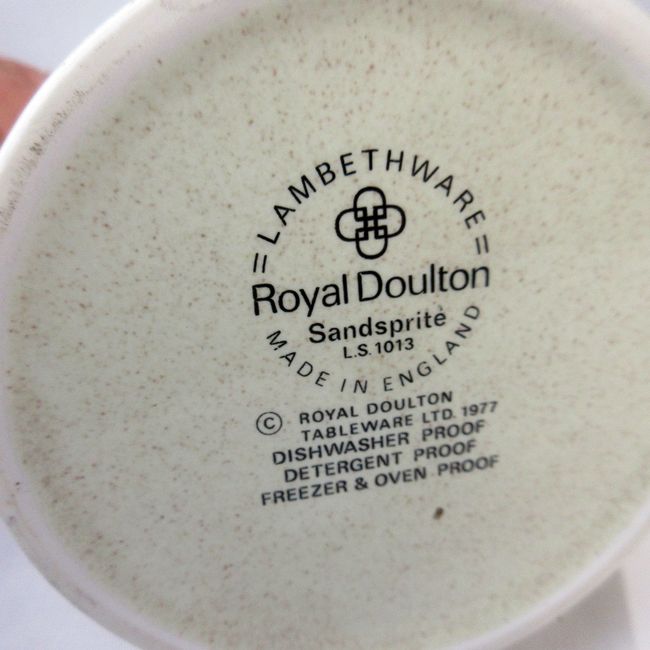 LAMBETHWARE
Royal Doulton
Sandsprite
L.S. 1013
MADE IN ENGLAND
© ROYAL DOULTON
TABLEWARE LTD. 1977
DISHWASHER PROOF
DETERGENT PROOF
FREEZER & OVEN PROOF